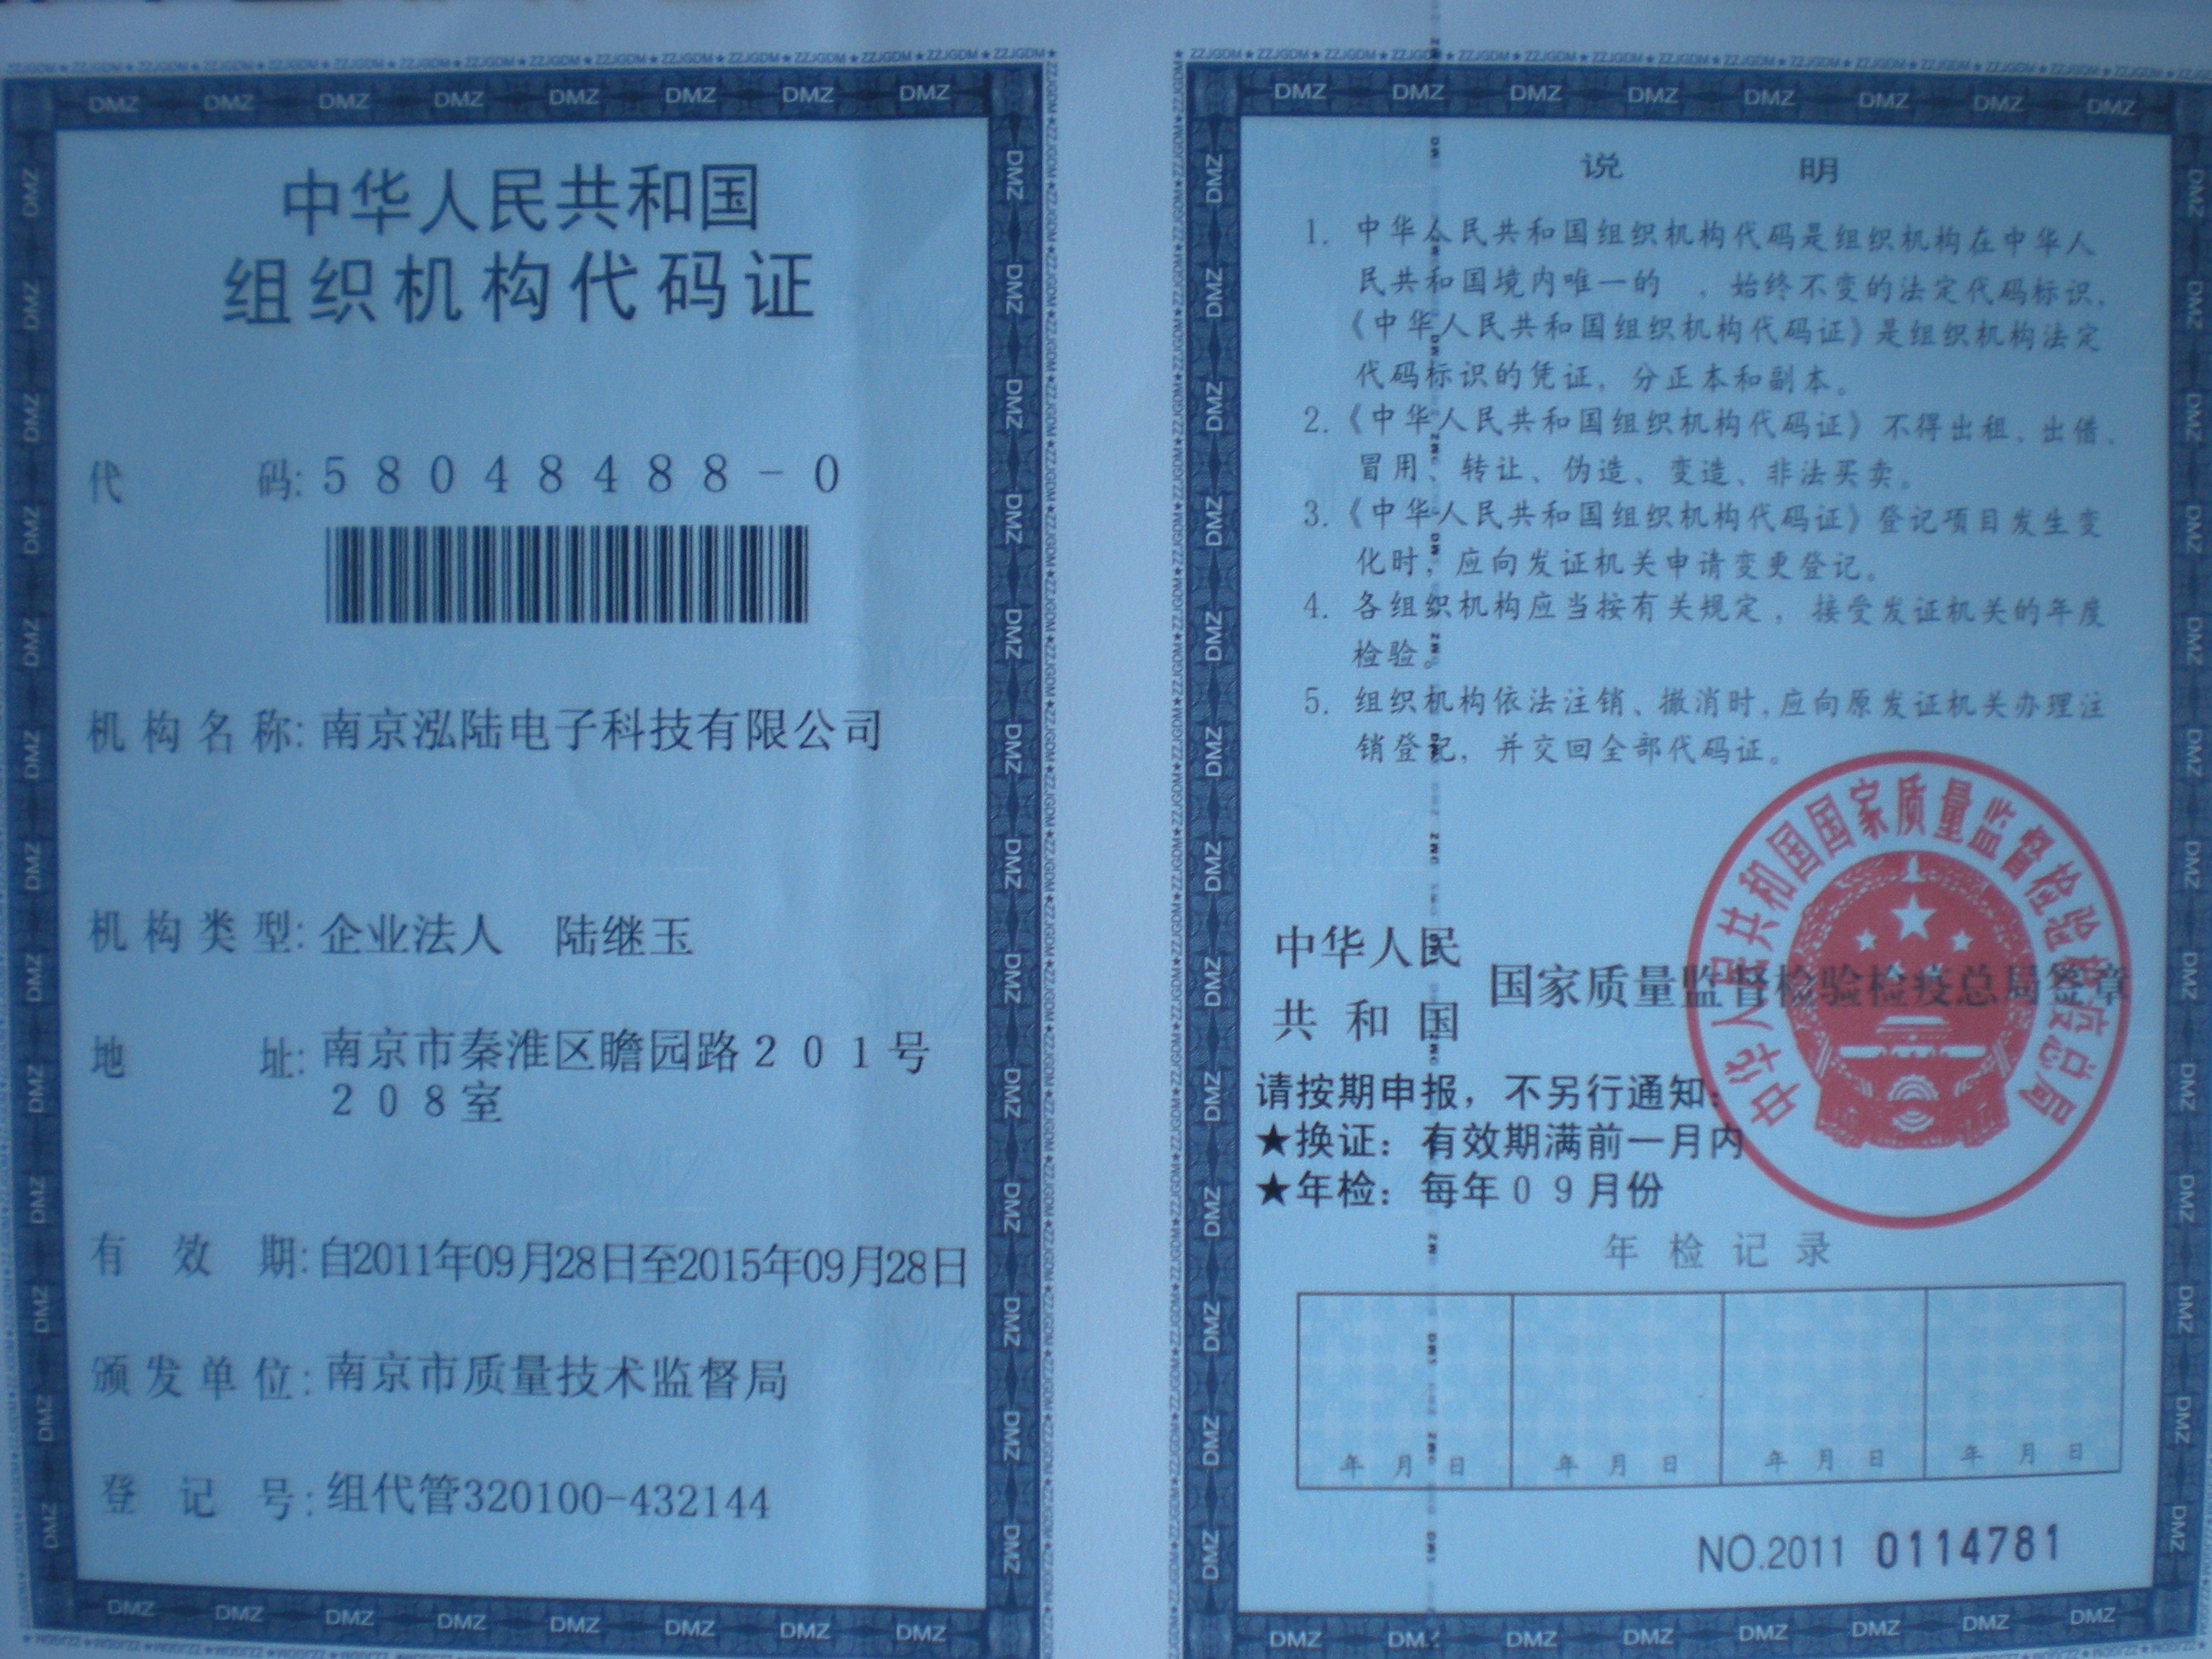 中华人民共和国
组织机构代码证
代 码: 58048488-0
机构名称: 南京泓陆电子科技有限公司
机构类型: 企业法人 陆继玉
地 址: 南京市秦淮区瞻园路201号
208室
有 效 期: 自2011年09月28日至2015年09月28日
颁发单位: 南京市质量技术监督局
登 记 号: 组代管320100-432144
说 明
1. 中华人民共和国组织机构代码是组织机构在中华人
民共和国境内唯一的 ，始终不变的法定代码标识，
《中华人民共和国组织机构代码证》是组织机构法定
代码标识的凭证，分正本和副本。
2.《中华人民共和国组织机构代码证》不得出租、出借、
冒用、转让、伪造、变造、非法买卖。
3.《中华人民共和国组织机构代码证》登记项目发生变
化时，应向发证机关申请变更登记。
4. 各组织机构应当按有关规定，接受发证机关的年度
检验。
5. 组织机构依法注销、撤消时，应向原发证机关办理注
销登记，并交回全部代码证。
中华人民
共和国
国家质量监督检验检疫总局签章
中华人民共和国国家质量监督检验检疫总局
请按期申报，不另行通知:
★换证：有效期满前一月内
★年检：每年09月份
年检记录
年 月 日 年 月 日 年 月 日 年 月 日
NO.2011 0114781